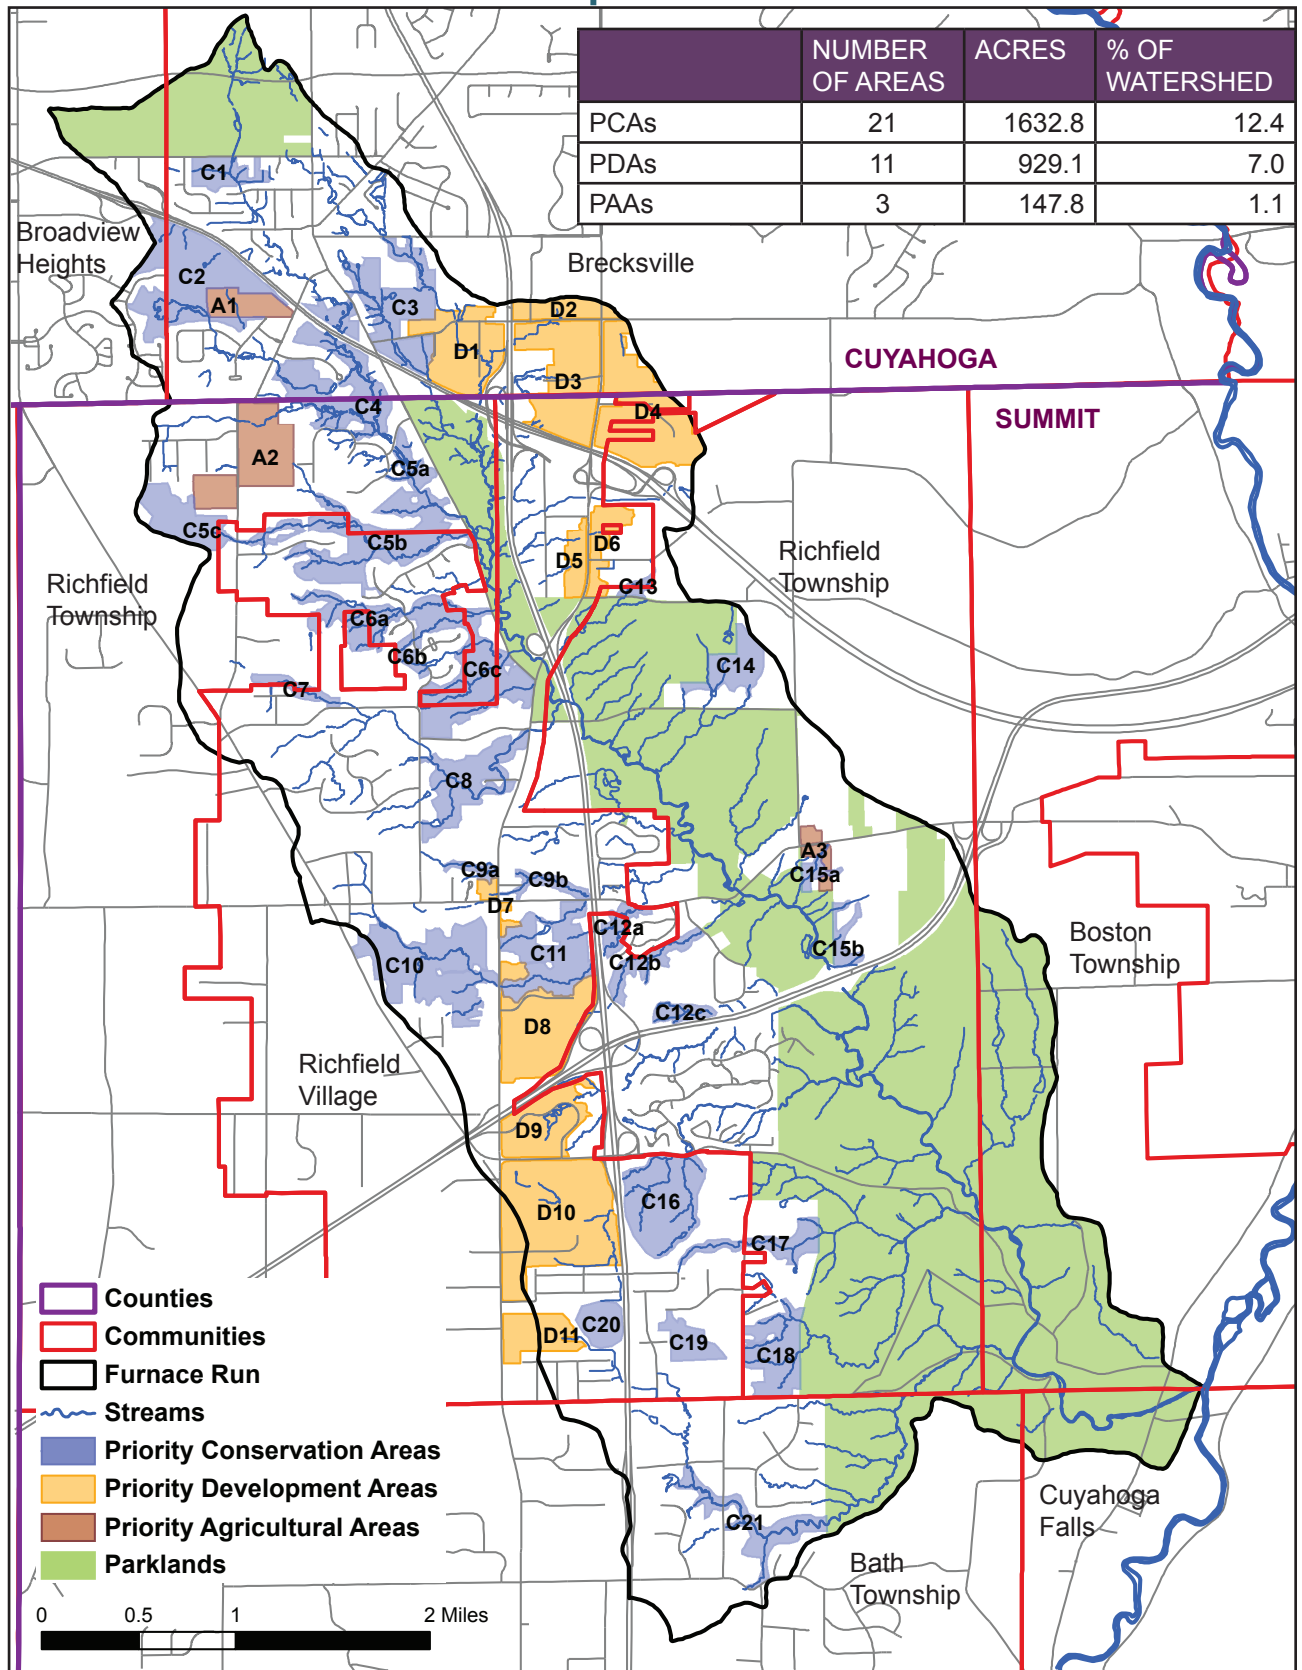 NUMBER OF AREAS ACRES % OF WATERSHED
PCAs 21 1632.8 12.4
PDAs 11 929.1 7.0
PAAs 3 147.8 1.1
C1
Broadview
Heights
Brecksville
C2
A1
C3
D2
D1
D3
CUYAHOGA
SUMMIT
C4
D4
A2
C5a
C5c
C5b
D6
D5
C13
Richfield
Township
Richfield
Township
C6a
C6b
C6c
C14
C7
C8
A3
C15a
C9a
C9b
D7
C12a
C11
C10
C12b
C15b
Boston
Township
C12c
D8
Richfield
Village
D9
C16
D10
C17
C20
D11
C19
C18
Counties
Communities
Furnace Run
Streams
Priority Conservation Areas
Priority Development Areas
Priority Agricultural Areas
Parklands
C21
Cuyahoga
Falls
Bath
Township
0 0.5 1 2 Miles